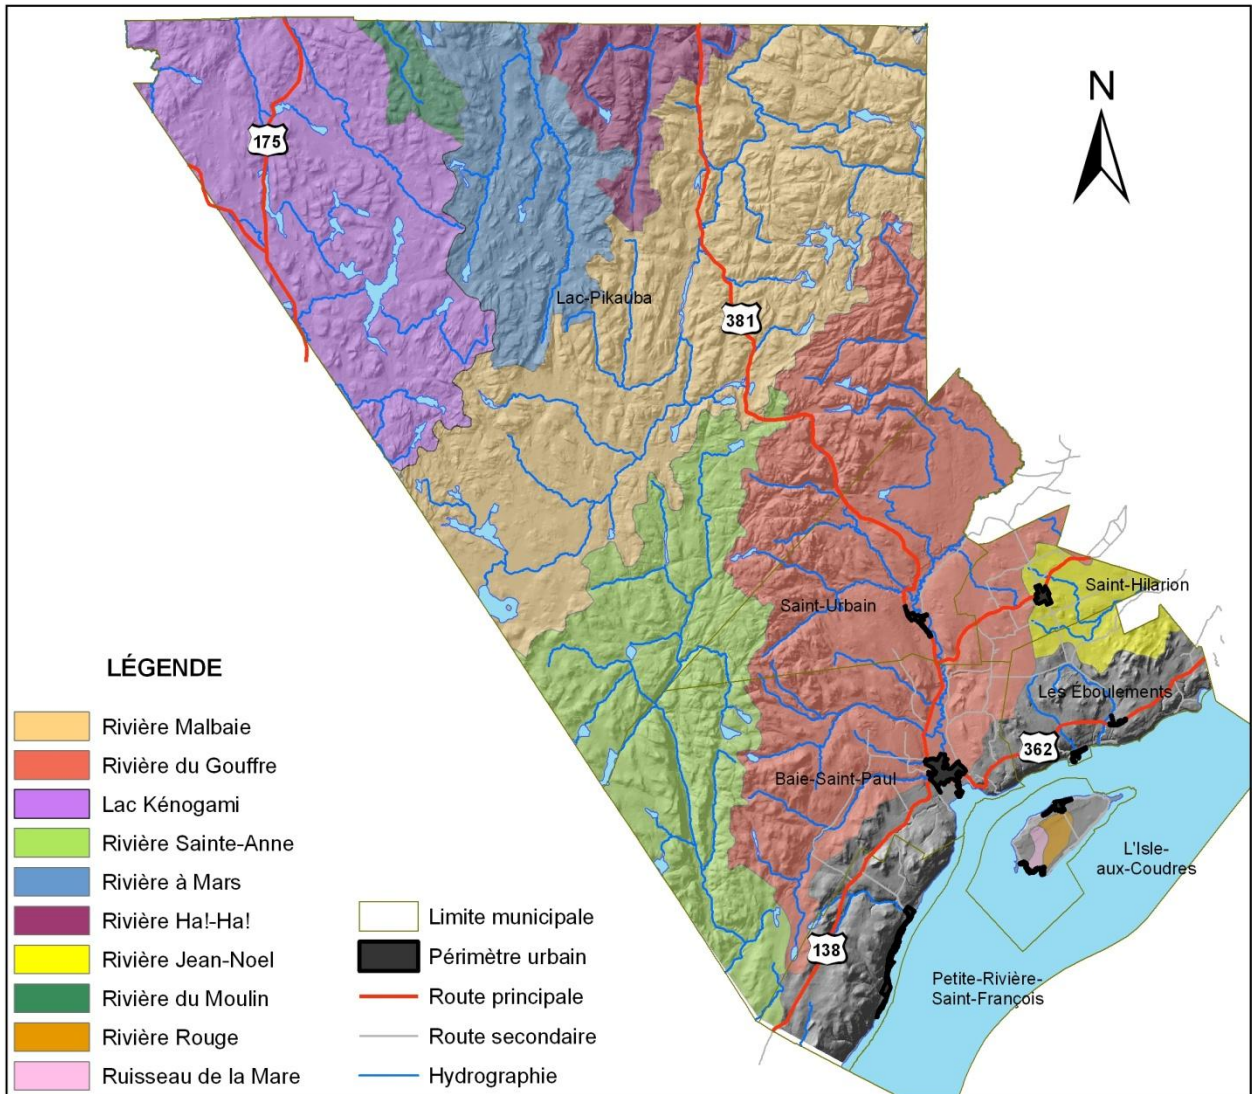 N
175
Lac-Pikauba
381
Saint-Urbain
Saint-Hilarion
Les Éboulements
362
Baie-Saint-Paul
L'Isle-
aux-Coudres
138
Petite-Rivière-
Saint-François
LÉGENDE
Rivière Malbaie
Rivière du Gouffre
Lac Kénogami
Rivière Sainte-Anne
Rivière à Mars
Rivière Ha!-Ha!
Rivière Jean-Noel
Rivière du Moulin
Rivière Rouge
Ruisseau de la Mare
Limite municipale
Périmètre urbain
Route principale
Route secondaire
Hydrographie